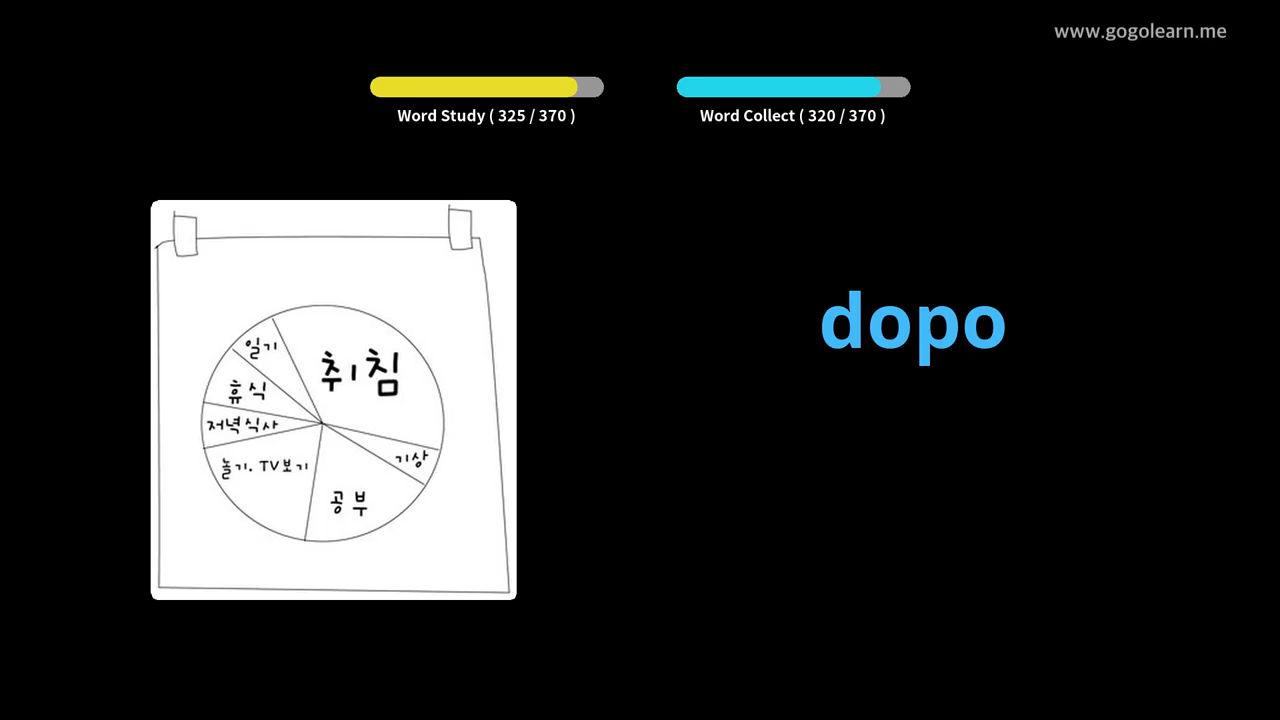 www.gogolearn.me
Word Study ( 325 / 370 )
Word Collect ( 320 / 370 )
일기
취침
휴식
저녁식사
놀기. TV보기
기상
공부
dopo